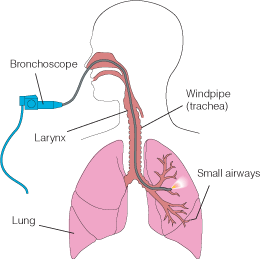 Bronchoscope
Windpipe
(trachea)
Larynx
Small airways
Lung